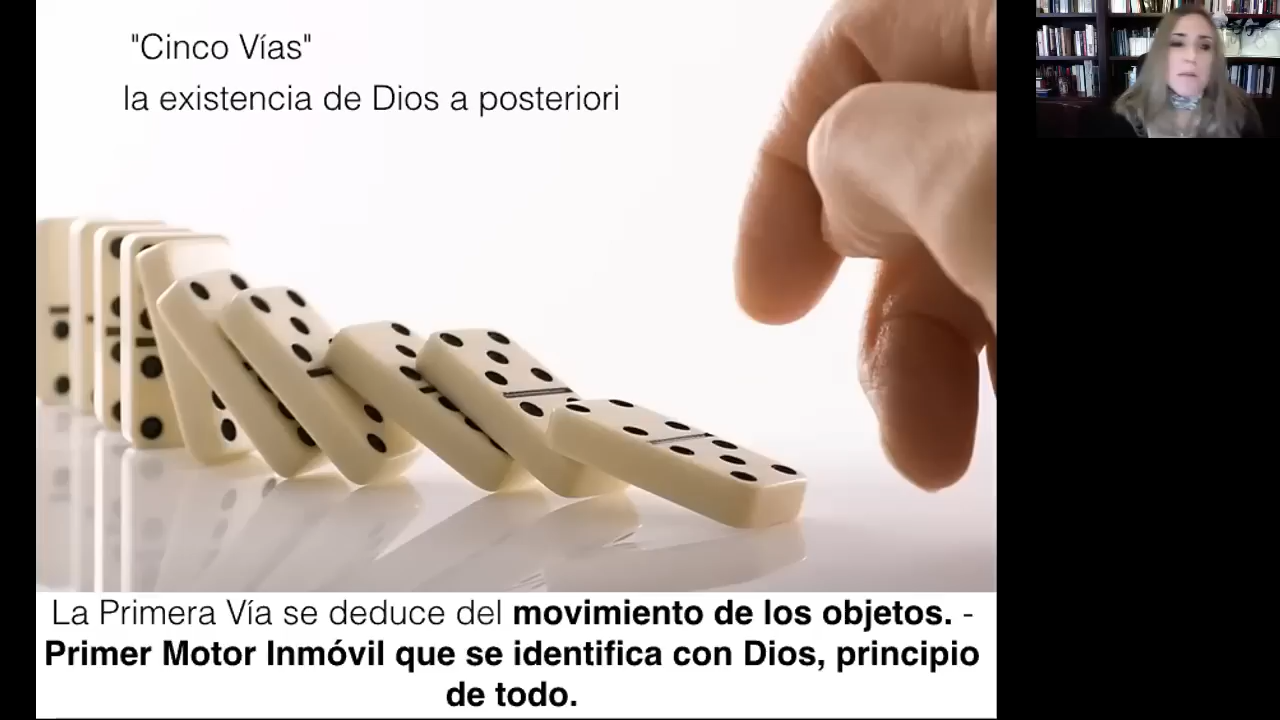 "Cinco Vías"
la existencia de Dios a posteriori
La Primera Vía se deduce del movimiento de los objetos. -
Primer Motor Inmóvil que se identifica con Dios, principio
de todo.